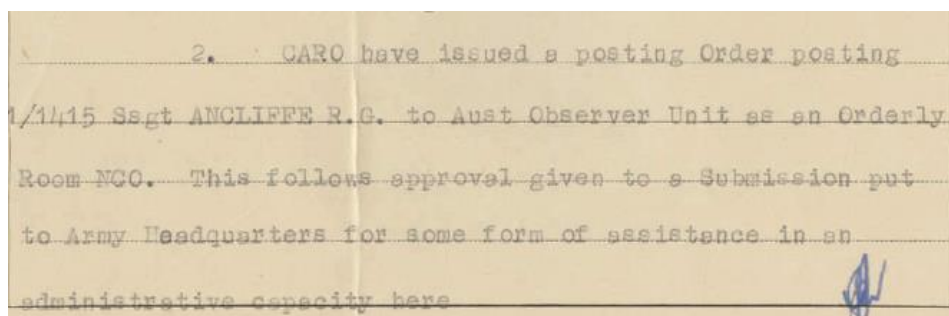 2. CARO have issued a posting Order posting
1/1415 Ssgt ANCLIFFE R.G. to Aust Observer Unit as an Orderly
Room NCO. This follows approval given to a Submission put
to Army Headquarters for some form of assistance in an
administrative capacity here